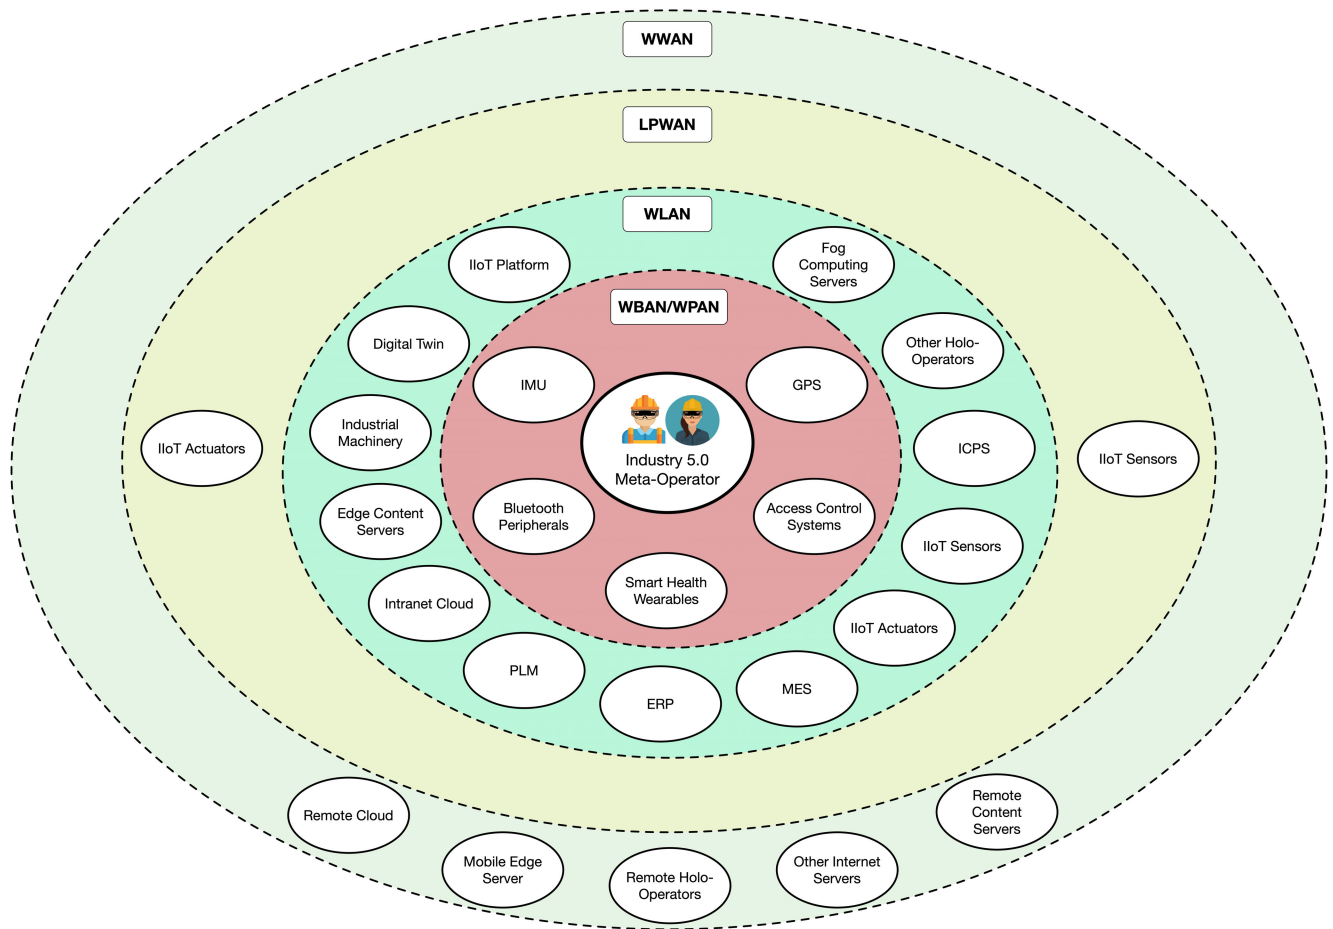 WWAN
LPWAN
WLAN
IIoT Platform
Fog
Computing
Servers
WBAN/WPAN
Digital Twin
Other Holo-
Operators
IMU
GPS
Industrial
Machinery
IIoT Actuators
Industry 5.0
Meta-Operator
ICPS
IIoT Sensors
Edge Content
Servers
Bluetooth
Peripherals
Access Control
Systems
IIoT Sensors
Intranet Cloud
Smart Health
Wearables
IIoT Actuators
PLM
ERP
MES
Remote Cloud
Remote
Content
Servers
Mobile Edge
Server
Remote Holo-
Operators
Other Internet
Servers